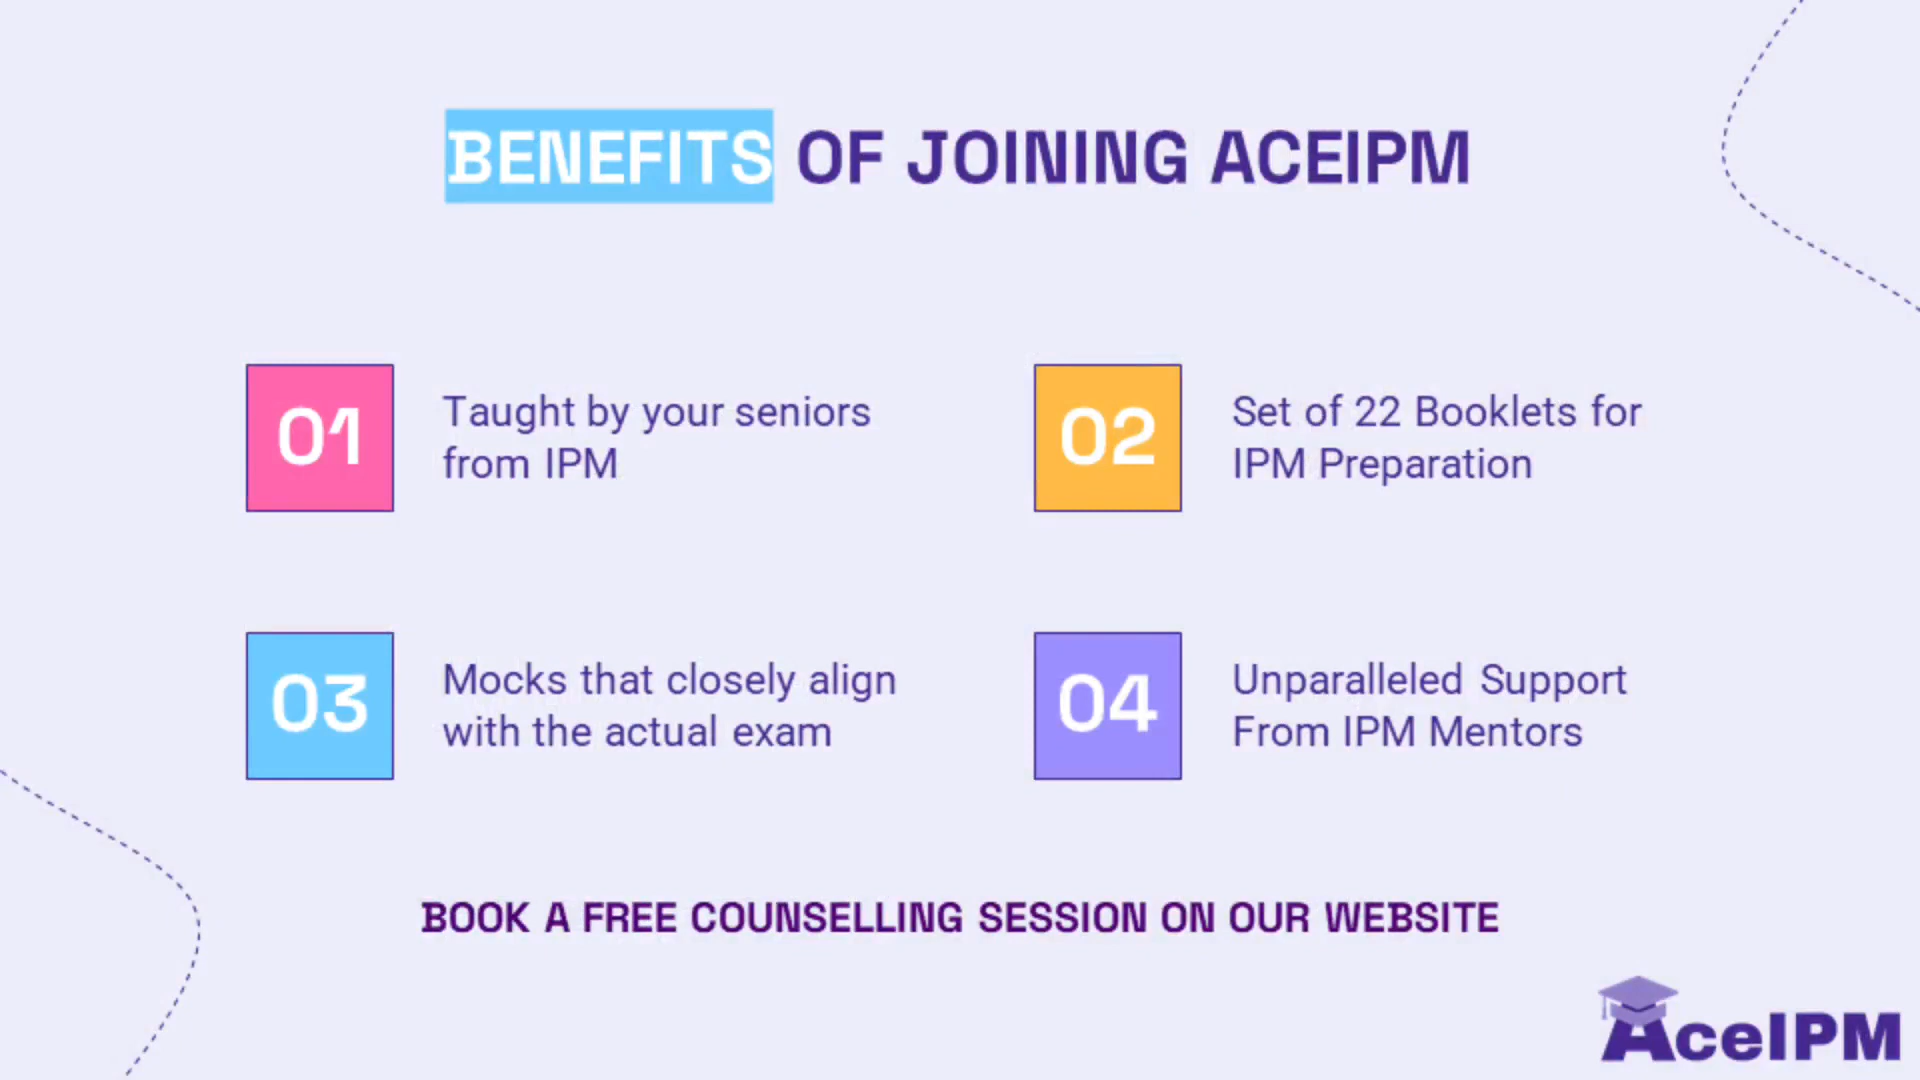 BENEFITS OF JOINING ACEIPM
01
Taught by your seniors
from IPM
02
Set of 22 Booklets for
IPM Preparation
03
Mocks that closely align
with the actual exam
04
Unparalleled Support
From IPM Mentors
BOOK A FREE COUNSELLING SESSION ON OUR WEBSITE
AceIPM